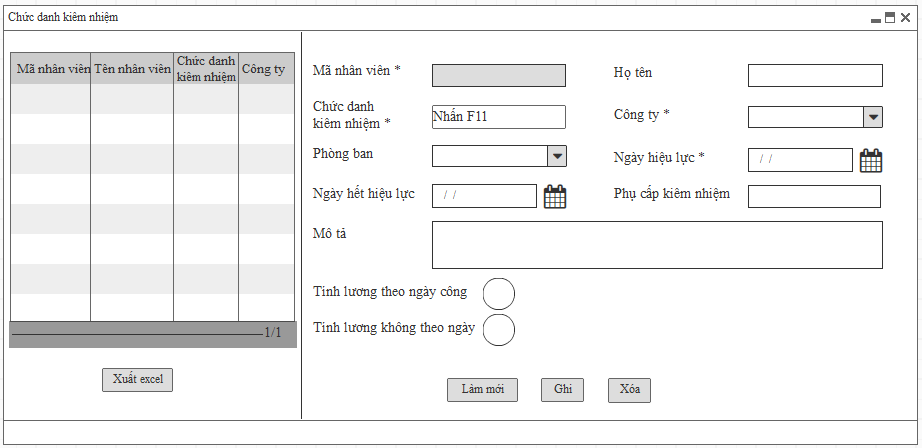 Chức danh kiêm nhiệm
Mã nhân viên Tên nhân viên Chức danh kiêm nhiệm Công ty
1/1
Xuất excel
Mã nhân viên *
Họ tên
Chức danh
kiêm nhiệm *
Nhấn F11
Công ty *
Phòng ban
Ngày hiệu lực *
/ /
Ngày hết hiệu lực
/ /
Phụ cấp kiêm nhiệm
Mô tả
Tính lương theo ngày công
Tính lương không theo ngày
Làm mới
Ghi
Xóa